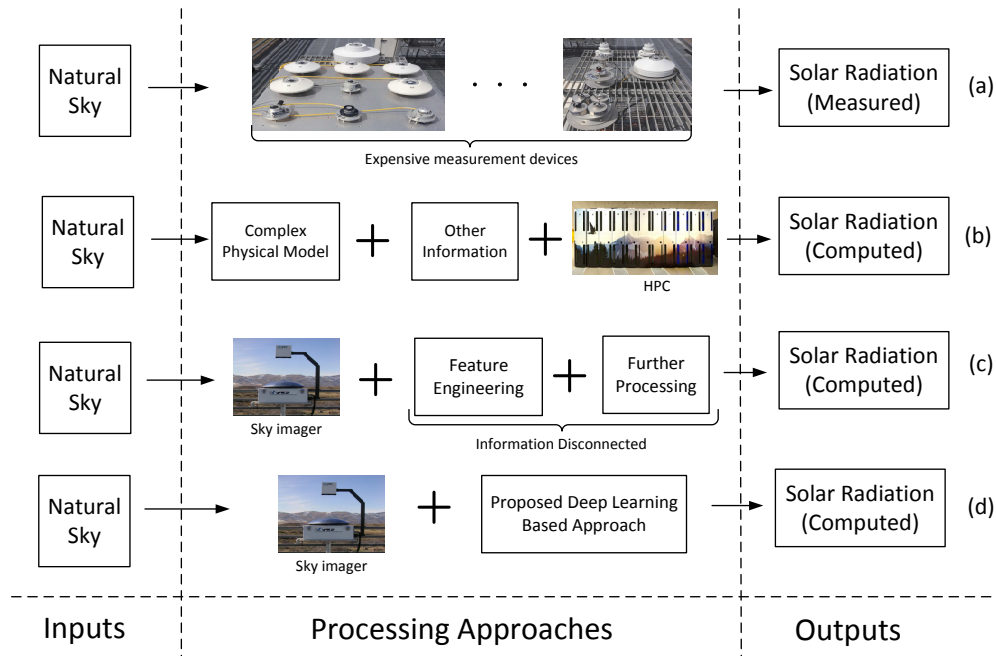 Natural
Sky
. . .
Expensive measurement devices
Solar Radiation
(Measured)
(a)
Natural
Sky
Complex
Physical Model
+
Other
Information
+
HPC
Solar Radiation
(Computed)
(b)
Natural
Sky
Sky imager
+
Feature
Engineering
+
Further
Processing
Information Disconnected
Solar Radiation
(Computed)
(c)
Natural
Sky
Sky imager
+
Proposed Deep Learning
Based Approach
Solar Radiation
(Computed)
(d)
Inputs
Processing Approaches
Outputs